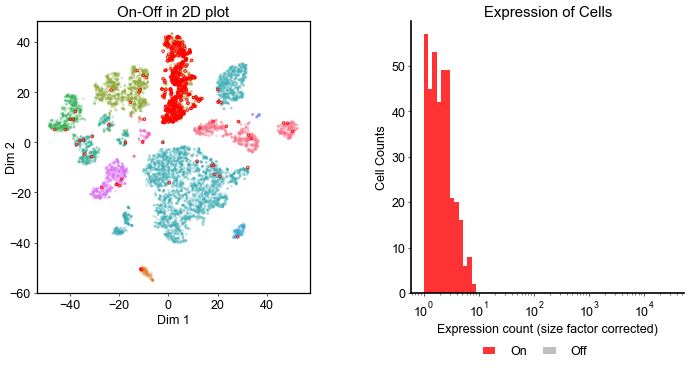 On-Off in 2D plot
Expression of Cells
40
20
0
−20
−40
−60
Dim 2
−40 −20 0 20 40
Dim 1
50
40
30
20
10
0
Cell Counts
10^0 10^1 10^2 10^3 10^4
Expression count (size factor corrected)
On Off